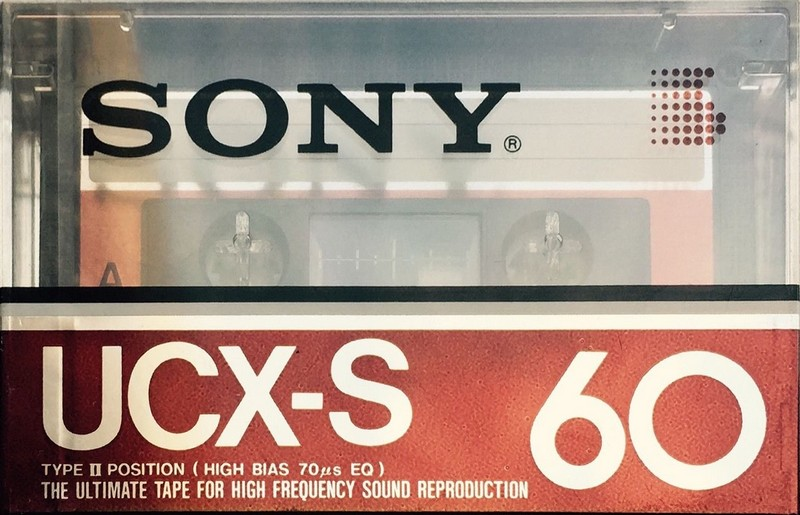 SONY®
A
UCX-S 60
TYPE II POSITION ( HIGH BIAS 70μs EQ )
THE ULTIMATE TAPE FOR HIGH FREQUENCY SOUND REPRODUCTION